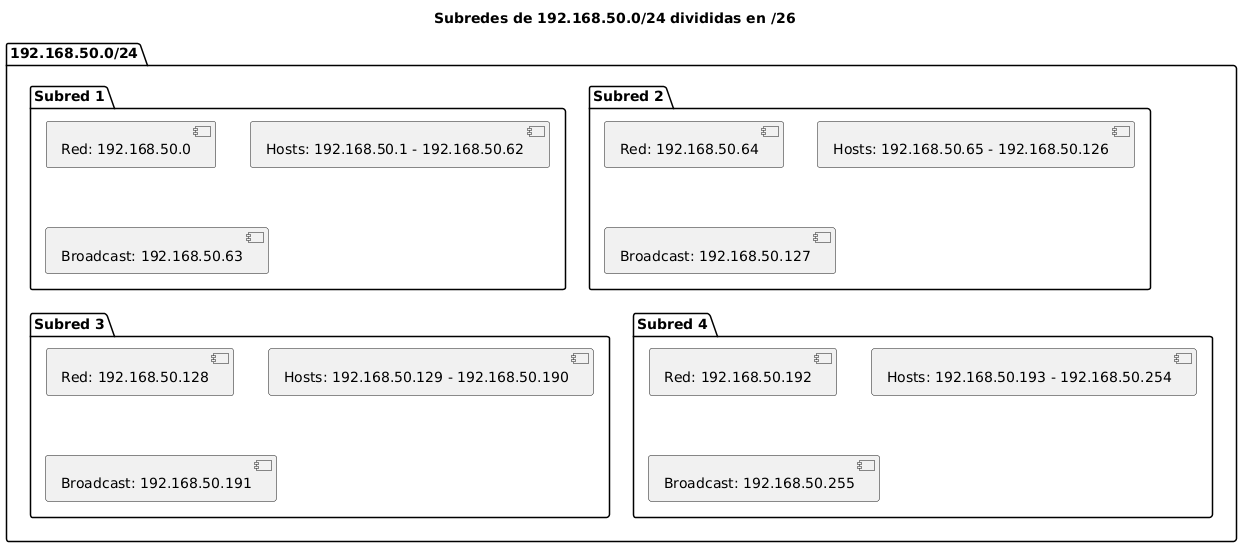 Subredes de 192.168.50.0/24 divididas en /26
192.168.50.0/24
Subred 1
Red: 192.168.50.0
Hosts: 192.168.50.1 - 192.168.50.62
Broadcast: 192.168.50.63
Subred 2
Red: 192.168.50.64
Hosts: 192.168.50.65 - 192.168.50.126
Broadcast: 192.168.50.127
Subred 3
Red: 192.168.50.128
Hosts: 192.168.50.129 - 192.168.50.190
Broadcast: 192.168.50.191
Subred 4
Red: 192.168.50.192
Hosts: 192.168.50.193 - 192.168.50.254
Broadcast: 192.168.50.255